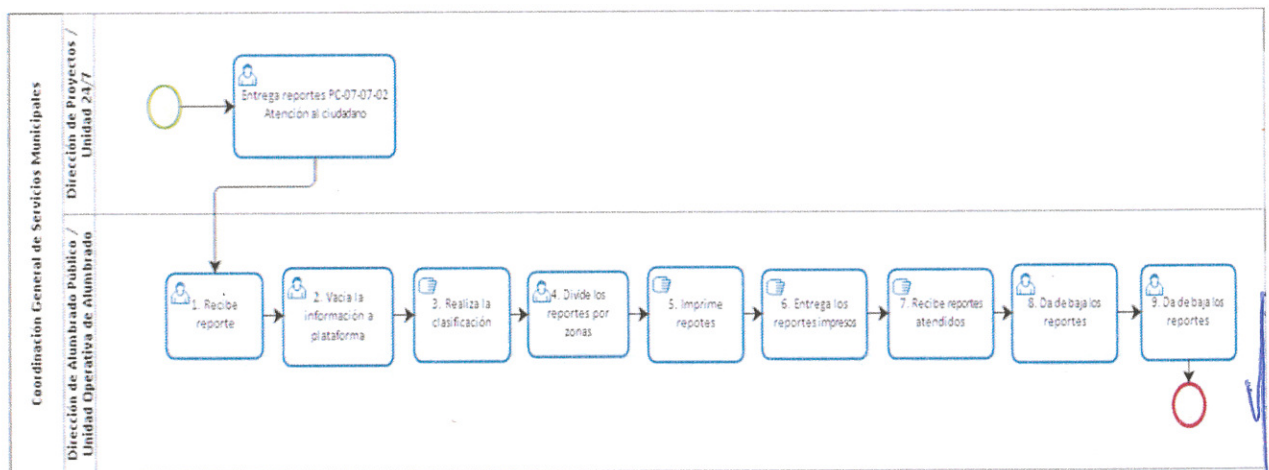 Coordinación General de Servicios Municipales
Dirección de Proyectos /
Unidad 24/7
Entrega reportes PC-07-07-02
Atención al ciudadano
Dirección de Alumbrado Público /
Unidad Operativa de Alumbrado
1. Recibe
reporte
2. Vacia la
información a
plataforma
3. Realiza la
clasificación
4. Divide los
reportes por
zonas
5. Imprime
repotes
6. Entrega los
reportes impresos
7. Recibe reportes
atendidos
8. Da de baja los
reportes
9. Da de baja los
reportes